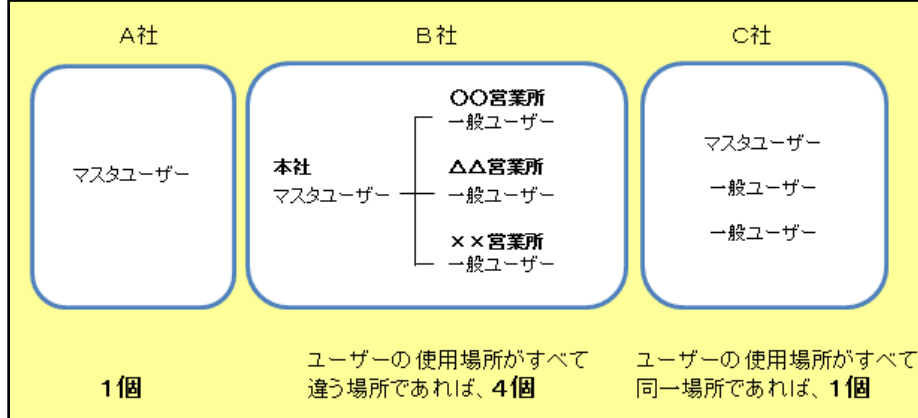 A社
マスタユーザー
1個
B社
本社
マスタユーザー
〇〇営業所
一般ユーザー
△△営業所
一般ユーザー
××営業所
一般ユーザー
ユーザーの使用場所がすべて
違う場所であれば、4個
C社
マスタユーザー
一般ユーザー
一般ユーザー
ユーザーの使用場所がすべて
同一場所であれば、1個